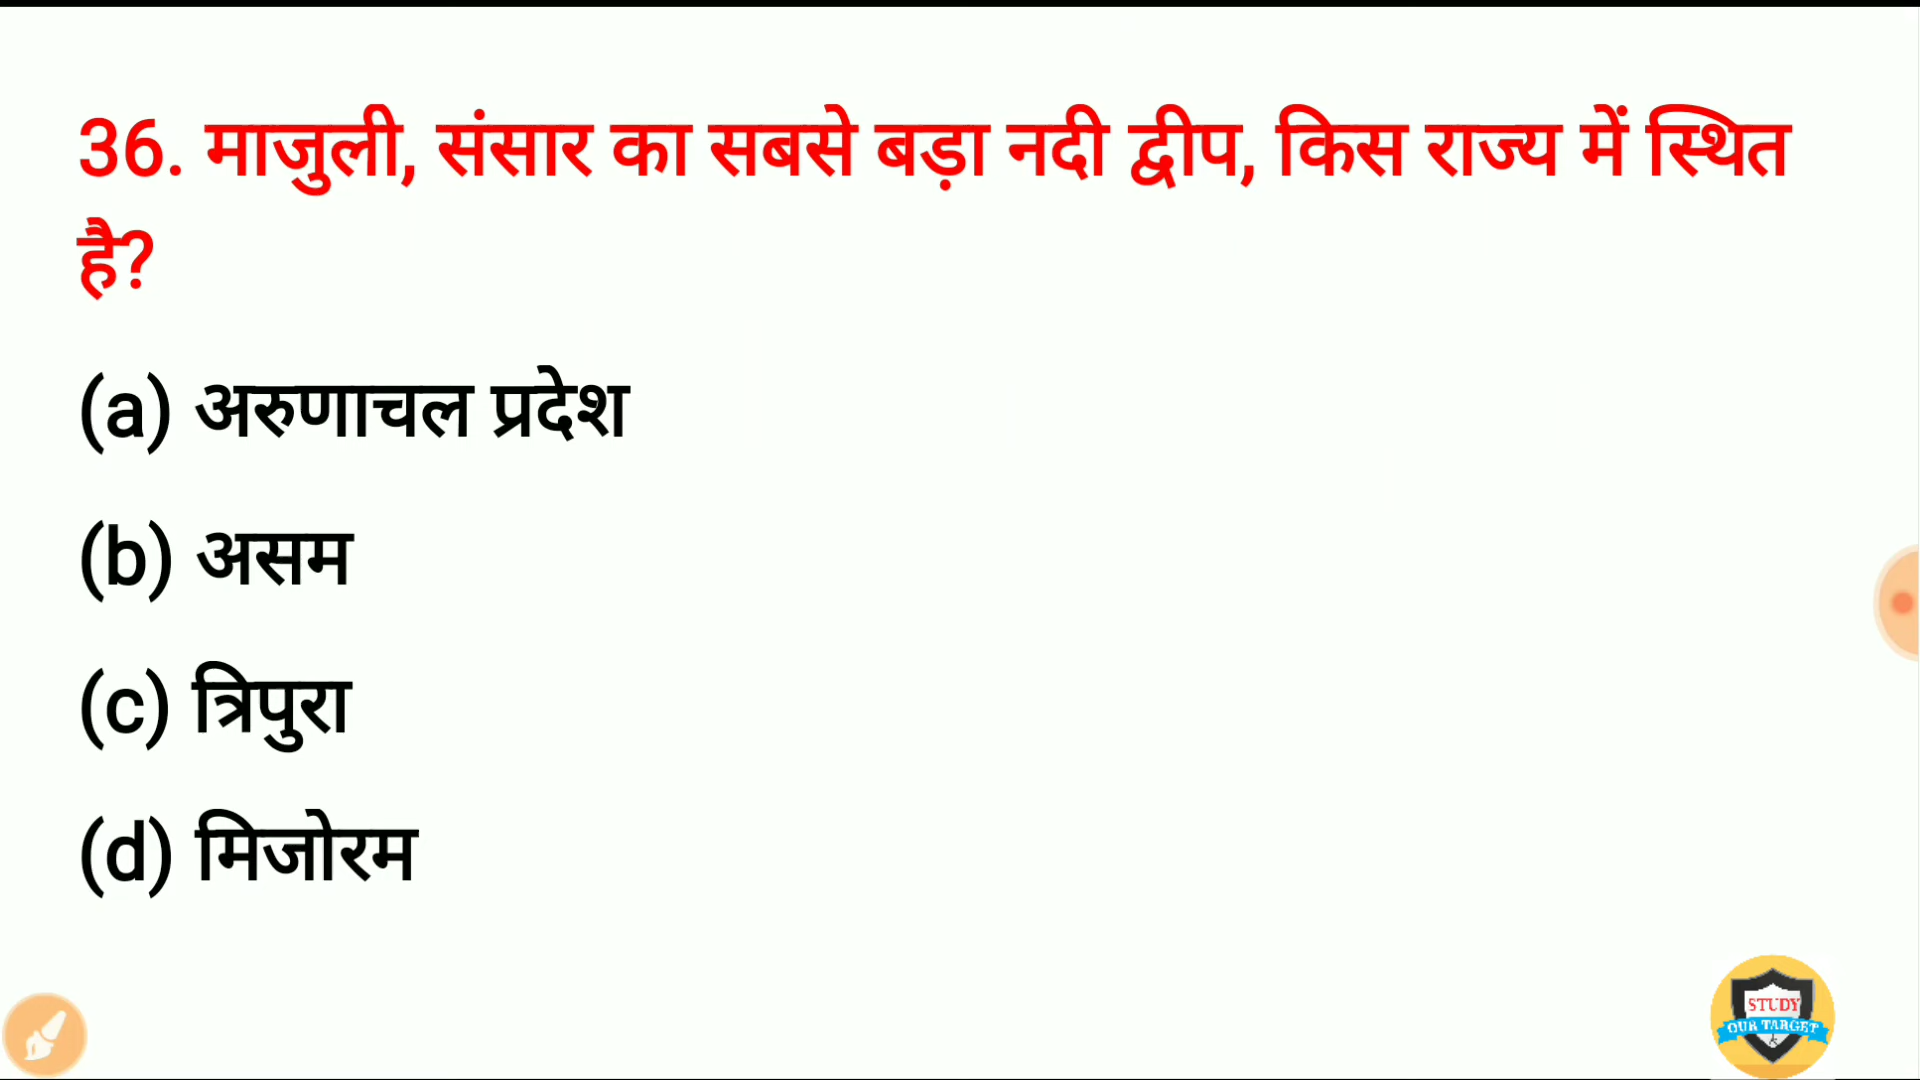 36. माजुली, संसार का सबसे बड़ा नदी द्वीप, किस राज्य में स्थित
है?
(a) अरुणाचल प्रदेश
(b) असम
(c) त्रिपुरा
(d) मिजोरम
STUDY
OUR TARGET